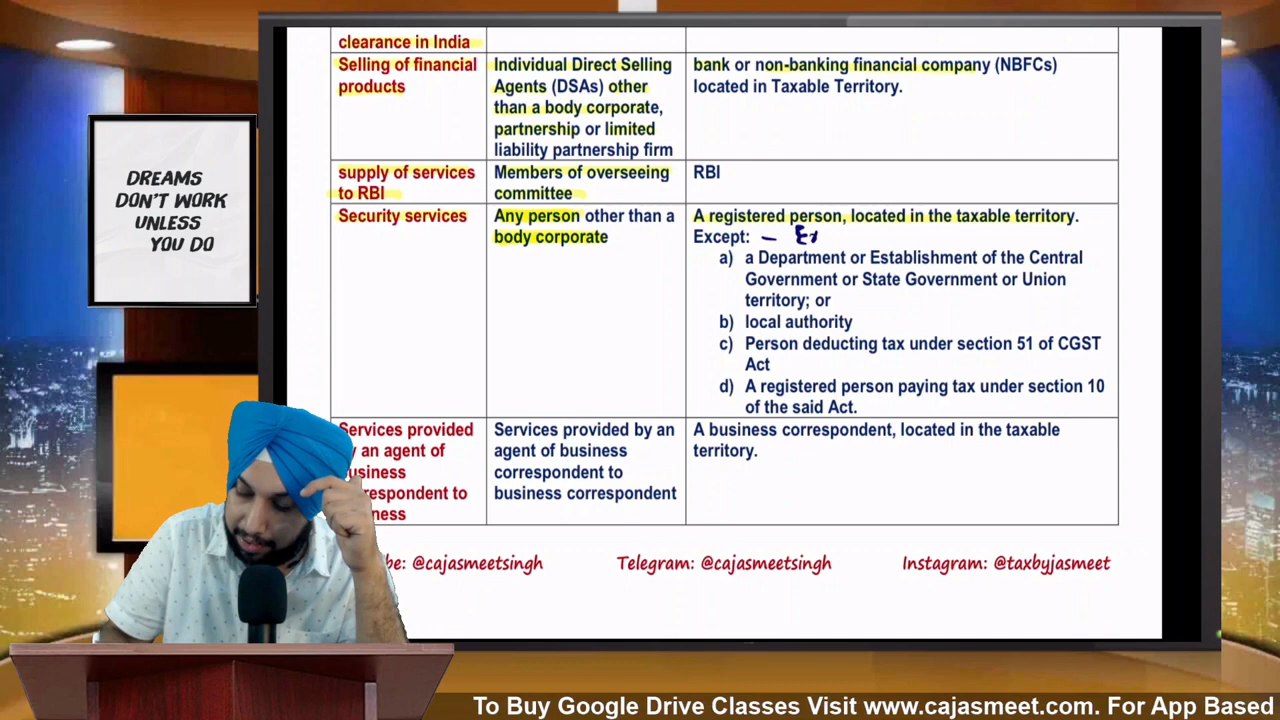 clearance in India
Selling of financial
products
Individual Direct Selling
Agents (DSAs) other
than a body corporate,
partnership or limited
liability partnership firm
bank or non-banking financial company (NBFCs)
located in Taxable Territory.
supply of services
to RBI
Members of overseeing
committee
RBI
Security services
Any person other than a
body corporate
A registered person, located in the taxable territory.
Except: –
a) a Department or Establishment of the Central
Government or State Government or Union
territory; or
b) local authority
c) Person deducting tax under section 51 of CGST
Act
d) A registered person paying tax under section 10
of the said Act.
Services provided
an agent of
correspondent to
Services provided by an
agent of business
correspondent to
business correspondent
A business correspondent, located in the taxable
territory.
@cajasmeetsingh
Telegram: @cajasmeetsingh
Instagram: @taxbyjasmeet
DREAMS
DON'T WORK
UNLESS
YOU DO
To Buy Google Drive Classes Visit www.cajasmeet.com. For App Based